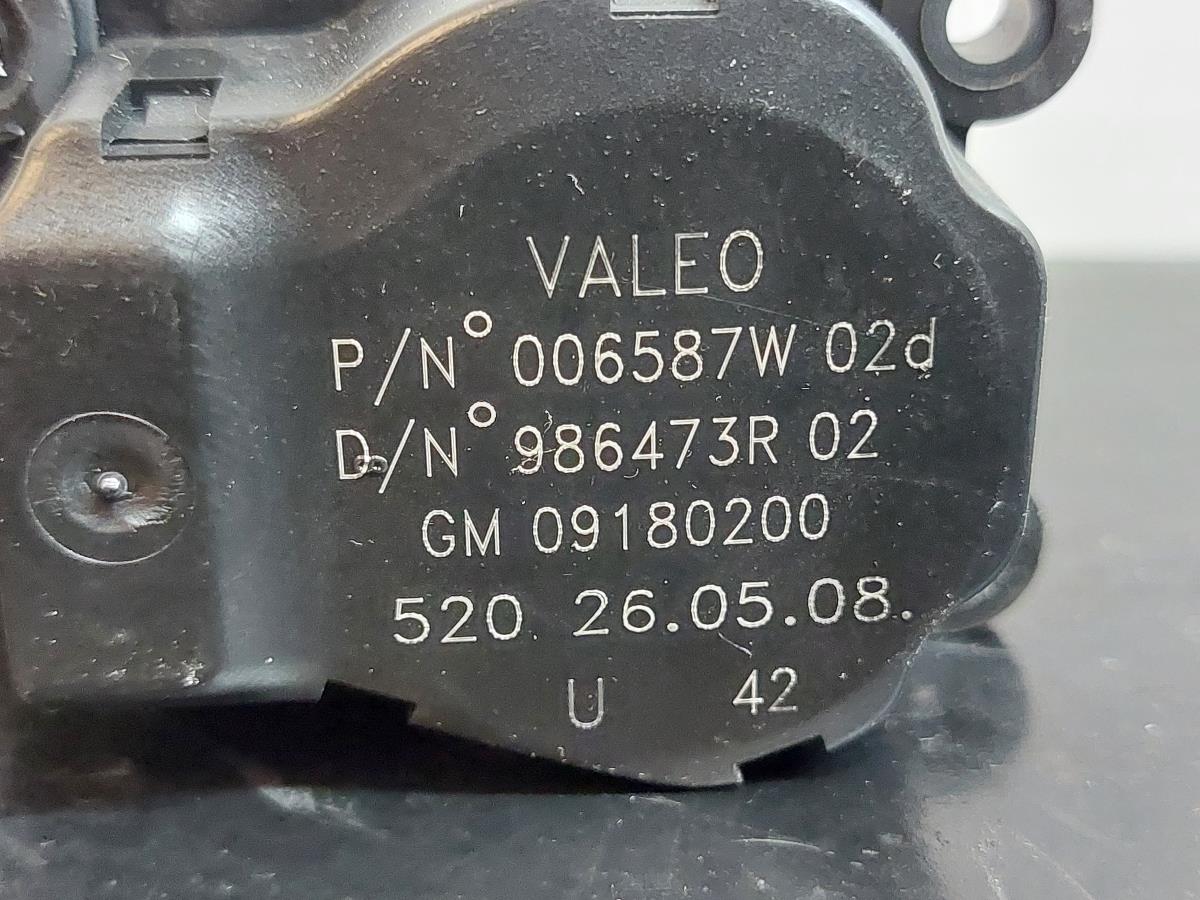 VALEO
P/N° 006587W 02d
D/N° 986473R 02
GM 09180200
520 26.05.08.
U 42